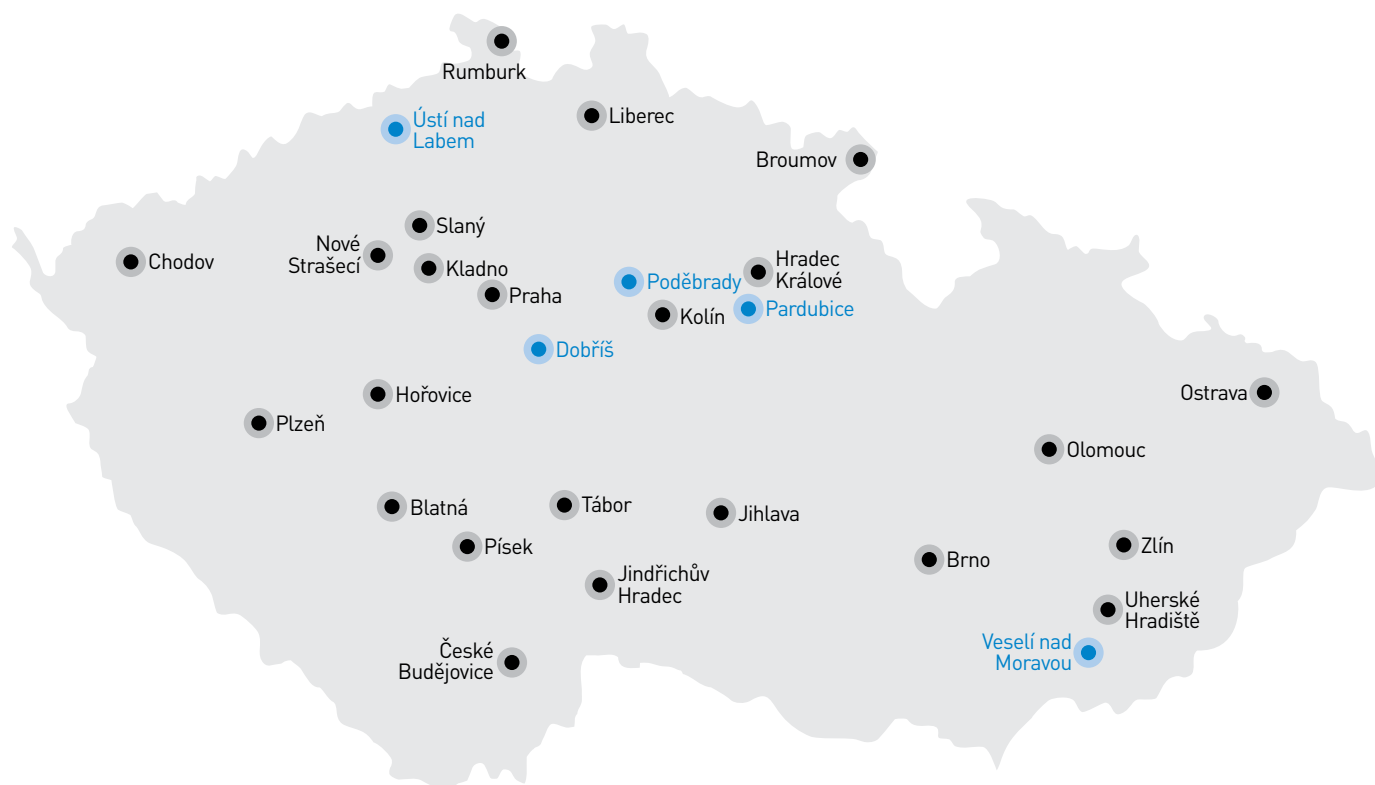 Rumburk
Ústí nad
Labem
Liberec
Broumov
Slaný
Nové
Strašecí
Chodov
Kladno
Hradec
Králové
Poděbrady
Praha
Pardubice
Kolín
Dobříš
Hořovice
Ostrava
Plzeň
Olomouc
Blatná
Tábor
Jihlava
Písek
Zlín
Brno
Jindřichův
Hradec
Uherské
Hradiště
Veselí nad
Moravou
České
Budějovice